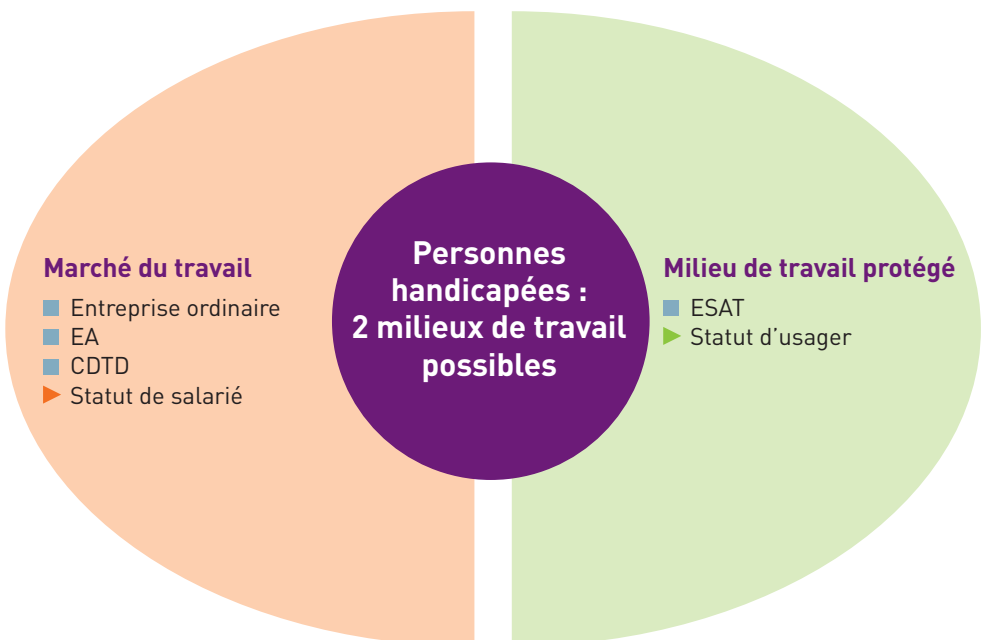 Personnes
handicapées :
2 milieux de travail
possibles
Marché du travail
Entreprise ordinaire
EA
CDTD
Statut de salarié
Milieu de travail protégé
ESAT
Statut d'usager